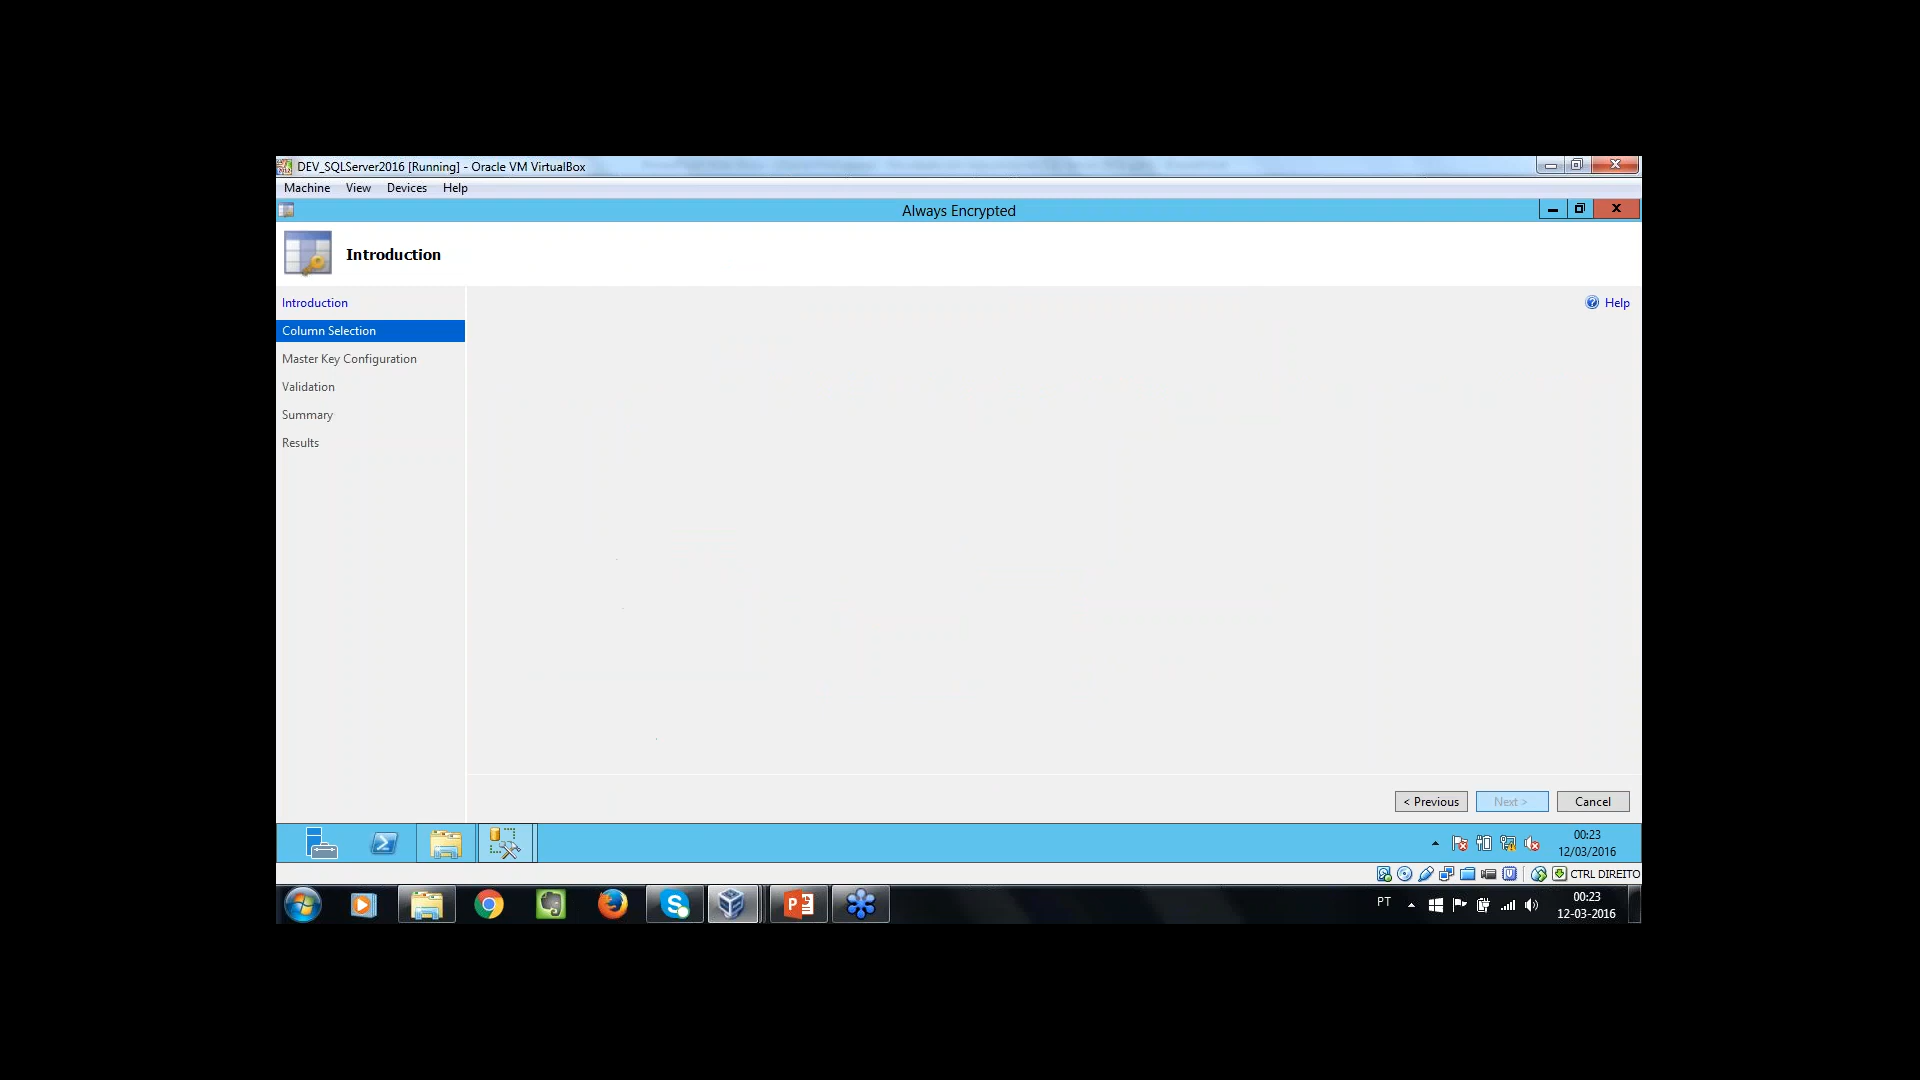 DEV_SQLServer2016 [Running] - Oracle VM VirtualBox
Machine View Devices Help
Always Encrypted
Introduction
Introduction
Help
Column Selection
Master Key Configuration
Validation
Summary
Results
< Previous
Next >
Cancel
00:23
12/03/2016
CTRL DIREITO
PT
00:23
12-03-2016